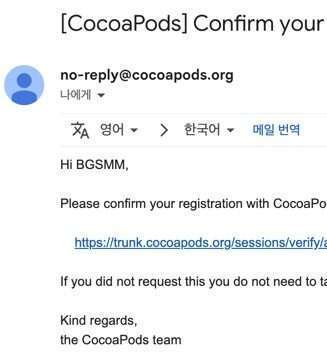 [CocoaPods] Confirm your
no-reply@cocoapods.org
나에게
영어 > 한국어 메일 번역
Hi BGSMM,
Please confirm your registration with CocoaPo
https://trunk.cocoapods.org/sessions/verify/a
If you did not request this you do not need to ta
Kind regards,
the CocoaPods team